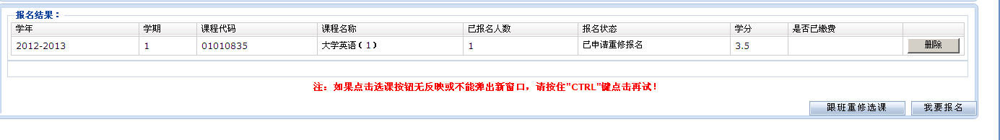 报名结果：
学年 学期 课程代码 课程名称 已报名人数 报名状态 学分 是否已缴费
2012-2013 1 01010835 大学英语(1) 1 已申请重修报名 3.5 删除
注：如果点击选课按钮无反映或不能弹出新窗口，请按住"CTRL"键点击再试！
跟班重修选课 我要报名